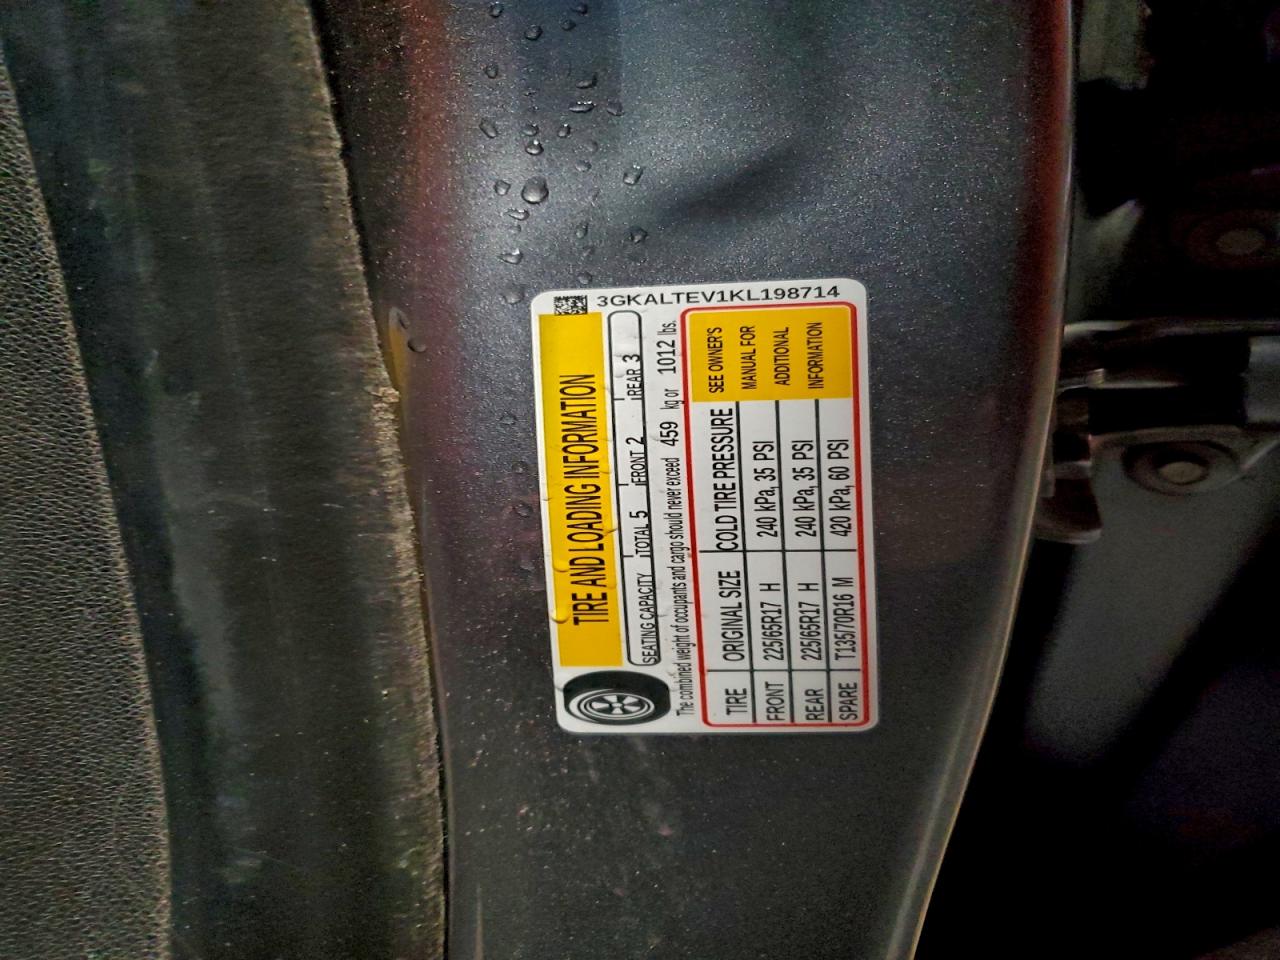 3GKALTEV1KL198714
TIRE AND LOADING INFORMATION
SEATING CAPACITY TOTAL 5 FRONT 2 REAR 3
The combined weight of occupants and cargo should never exceed 459 kg or 1012 lbs.
TIRE ORIGINAL SIZE COLD TIRE PRESSURE
FRONT 225/65R17 H 240 kPa, 35 PSI
REAR 225/65R17 H 240 kPa, 35 PSI
SPARE T135/70R16 M 420 kPa, 60 PSI
SEE OWNER'S
MANUAL FOR
ADDITIONAL
INFORMATION